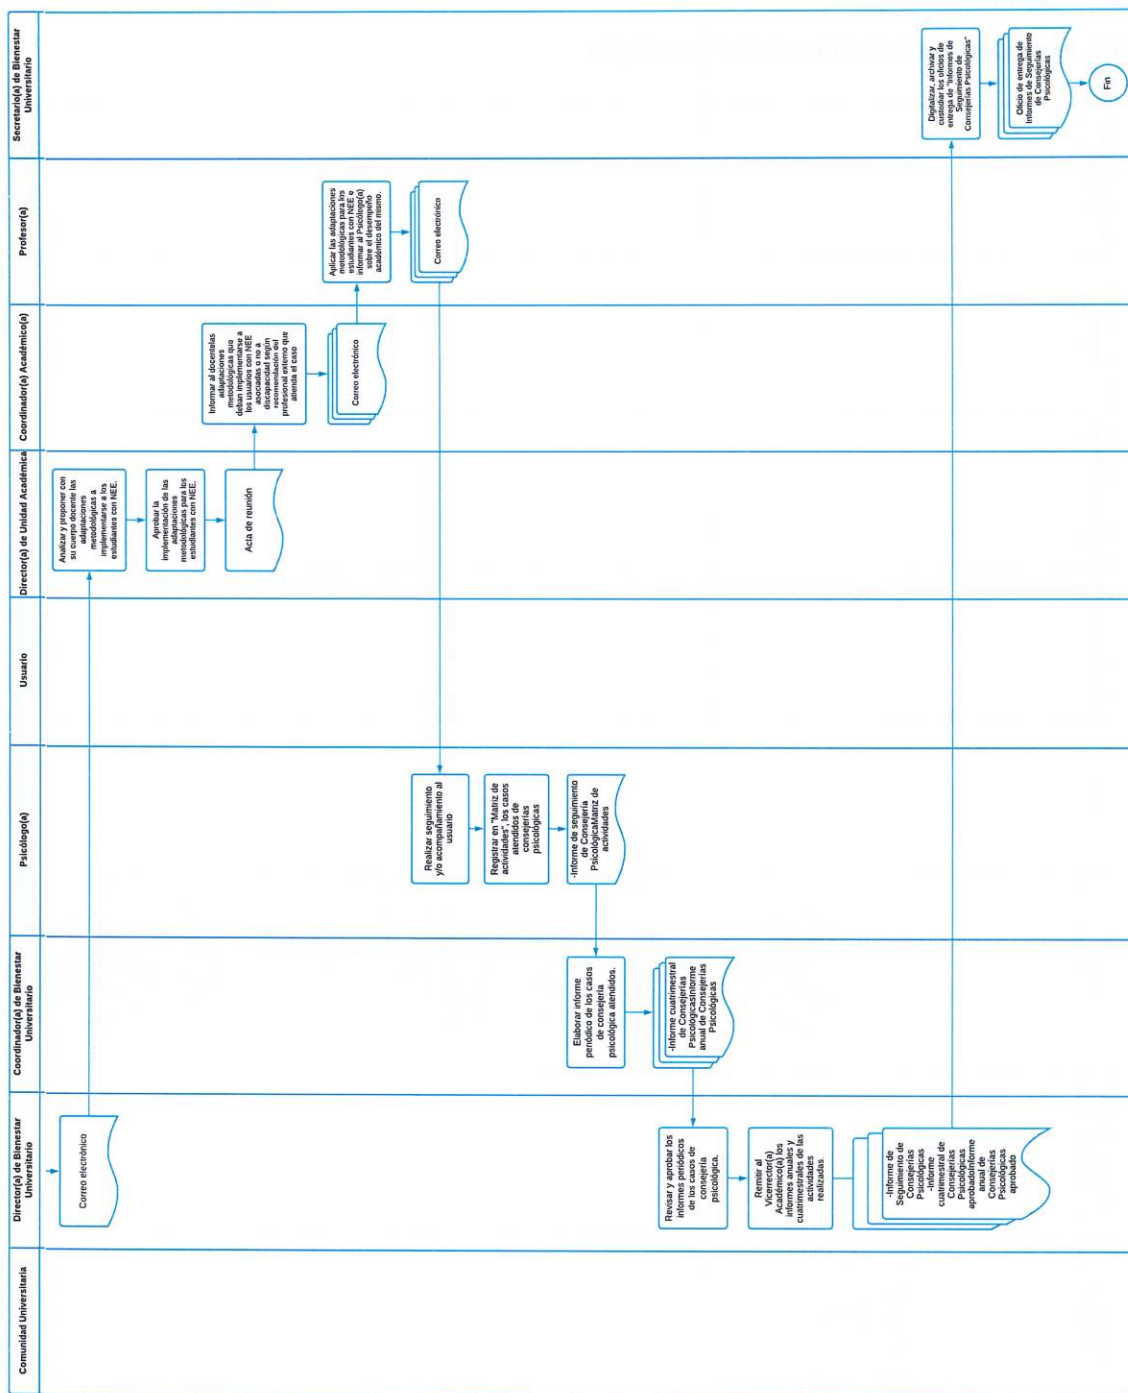 Comunidad Universitaria
Director(a) de Bienestar
Universitario
Coordinador(a) de Bienestar
Universitario
Psicólogo(a)
Usuario
Director(a) de Unidad Académica
Coordinador(a) Académico(a)
Profesor(a)
Secretario(a) de Bienestar
Universitario
Correo electrónico
Analizar y proponer con
su cuerpo docente las
adaptaciones
metodológicas a
implementarse a los
estudiantes con NEE.
Aprobar la
implementación de las
adaptaciones
metodológicas para los
estudiantes con NEE.
Acta de reunión
Informar al docentelas
adaptaciones
metodológicas que
deban implementarse a
los usuarios con NEE
asociadas o no a
discapacidad según
recomendación del
profesional externo que
atienda el caso
Correo electrónico
Aplicar las adaptaciones
metodológicas para los
estudiantes con NEE e
informar al Psicólogo(a)
sobre el desempeño
académico del mismo.
Correo electrónico
Realizar seguimiento
y/o acompañamiento al
usuario
Registrar en "Matriz de
actividades", los casos
atendidos de
consejerías
psicológicas
-Informe de seguimiento
de Consejería
PsicológicaMatriz de
actividades
Elaborar informe
periódico de los casos
de consejería
psicológica atendidos.
-Informe cuatrimestral
de Consejerías
PsicológicasInforme
anual de Consejerías
Psicológicas
Revisar y aprobar los
informes periódicos
de los casos de
consejería
psicológica.
Remitir al
Vicerrector(a)
Académico(a) los
informes anuales y
cuatrimestrales de las
actividades
realizadas.
-Informe de
Seguimiento de
Consejerías
Psicológicas
-Informe
cuatrimestral de
Consejerías
Psicológicas
aprobadoInforme
anual de
Consejerías
Psicológicas
aprobado
Digitalizar, archivar y
custodiar los oficios de
entrega de "Informes de
Seguimiento de
Consejerías Psicológicas"
Oficio de entrega de
Informes de Seguimiento
de Consejerías
Psicológicas
Fin